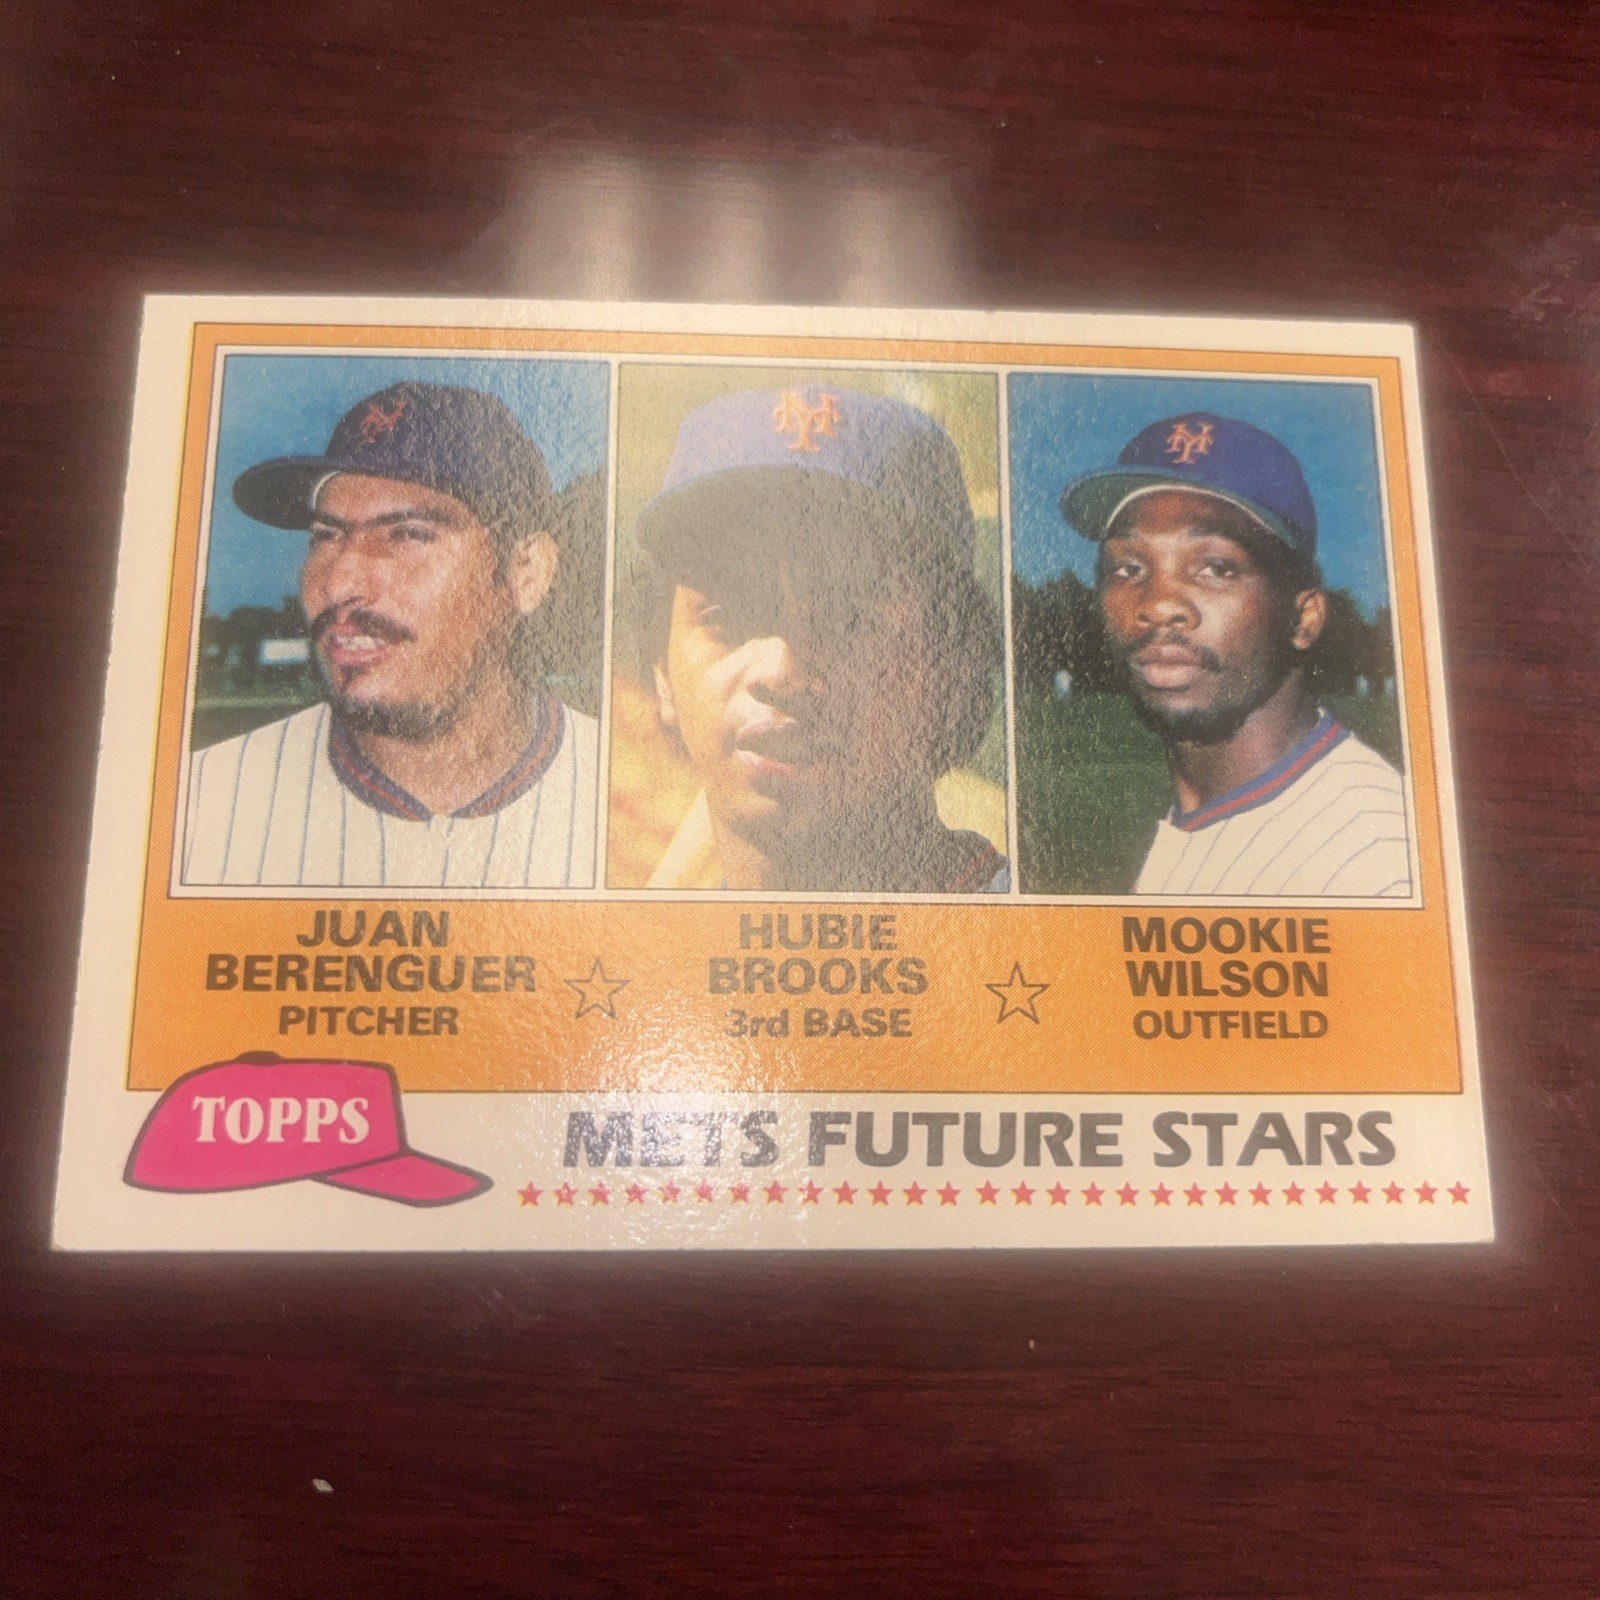 JUAN
BERENGUER
PITCHER
HUBIE
BROOKS
3rd BASE
MOOKIE
WILSON
OUTFIELD
TOPPS
METS FUTURE STARS